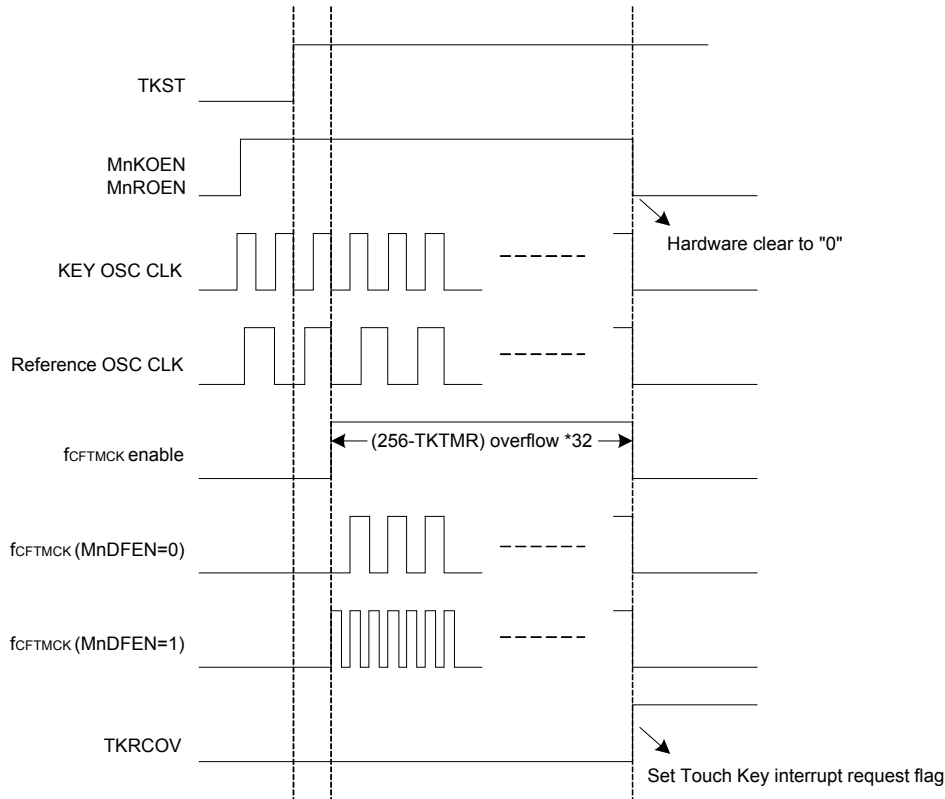 TKST
MnKOEN
MnROEN
Hardware clear to "0"
KEY OSC CLK
Reference OSC CLK
(256-TKTMR) overflow *32
fCFTMCK enable
fCFTMCK (MnDFEN=0)
fCFTMCK (MnDFEN=1)
TKRCOV
Set Touch Key interrupt request flag